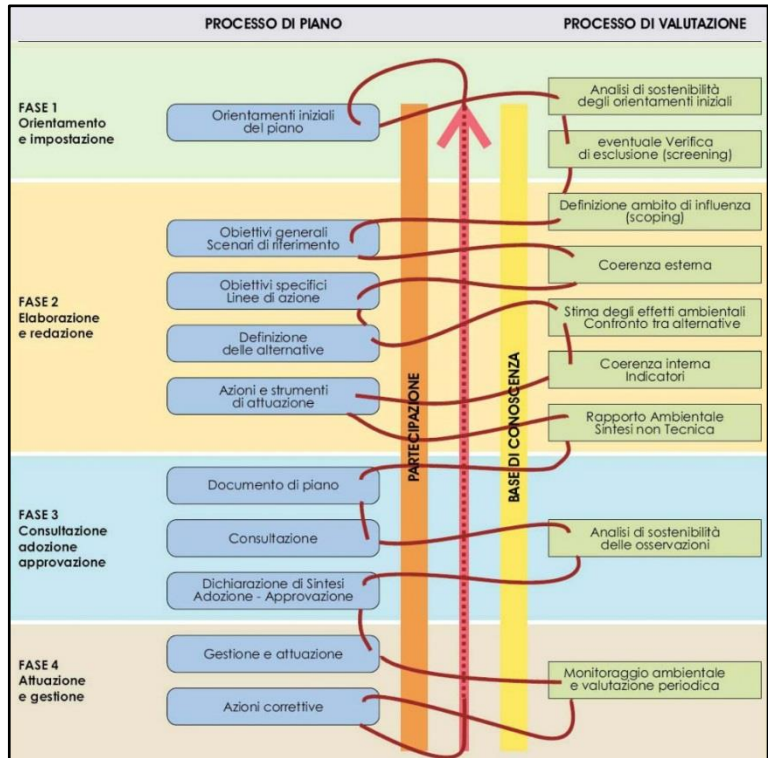 PROCESSO DI PIANO
PROCESSO DI VALUTAZIONE
FASE 1
Orientamento
e impostazione
Orientamenti iniziali
del piano
Analisi di sostenibilità
degli orientamenti iniziali
eventuale Verifica
di esclusione (screening)
FASE 2
Elaborazione
e redazione
Obiettivi generali
Scenari di riferimento
Obiettivi specifici
Linee di azione
Definizione
delle alternative
Azioni e strumenti
di attuazione
Definizione ambito di influenza
(scoping)
Coerenza esterna
Stima degli effetti ambientali
Confronto tra alternative
Coerenza interna
Indicatori
Rapporto Ambientale
Sintesi non Tecnica
PARTECIPAZIONE
BASE DI CONOSCENZA
FASE 3
Consultazione
adozione
approvazione
Documento di piano
Consultazione
Dichiarazione di Sintesi
Adozione - Approvazione
Analisi di sostenibilità
delle osservazioni
FASE 4
Attuazione
e gestione
Gestione e attuazione
Azioni correttive
Monitoraggio ambientale
e valutazione periodica